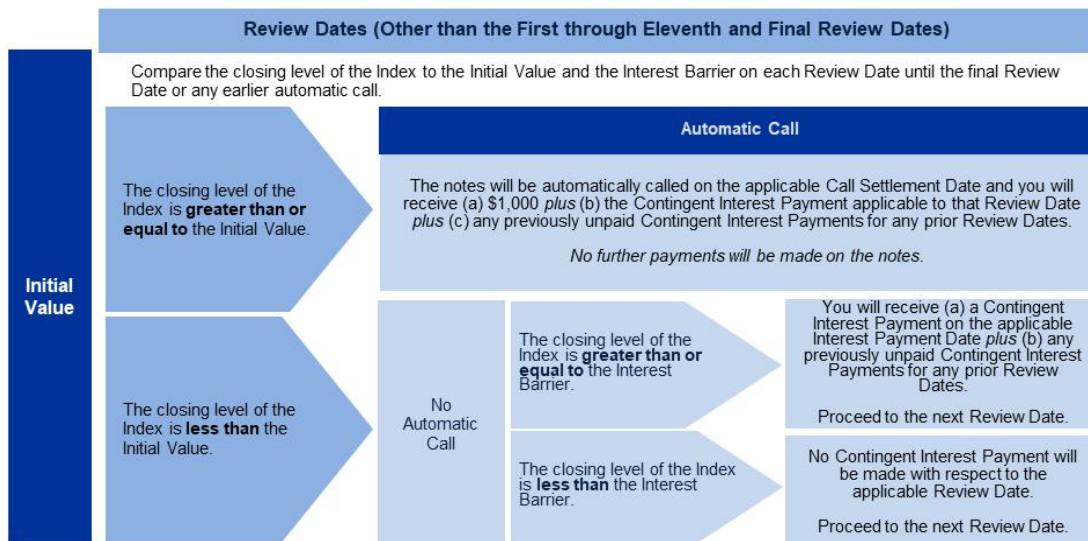 Review Dates (Other than the First through Eleventh and Final Review Dates)
Compare the closing level of the Index to the Initial Value and the Interest Barrier on each Review Date until the final Review
Date or any earlier automatic call.
Initial
Value
The closing level of the
Index is greater than or
equal to the Initial Value.
Automatic Call
The notes will be automatically called on the applicable Call Settlement Date and you will
receive (a) $1,000 plus (b) the Contingent Interest Payment applicable to that Review Date
plus (c) any previously unpaid Contingent Interest Payments for any prior Review Dates.
No further payments will be made on the notes.
The closing level of the
Index is less than the
Initial Value.
No
Automatic
Call
The closing level of the
Index is greater than or
equal to the Interest
Barrier.
You will receive (a) a Contingent
Interest Payment on the applicable
Interest Payment Date plus (b) any
previously unpaid Contingent Interest
Payments for any prior Review
Dates.
Proceed to the next Review Date.
The closing level of the Index
is less than the Interest
Barrier.
No Contingent Interest Payment will
be made with respect to the
applicable Review Date.
Proceed to the next Review Date.